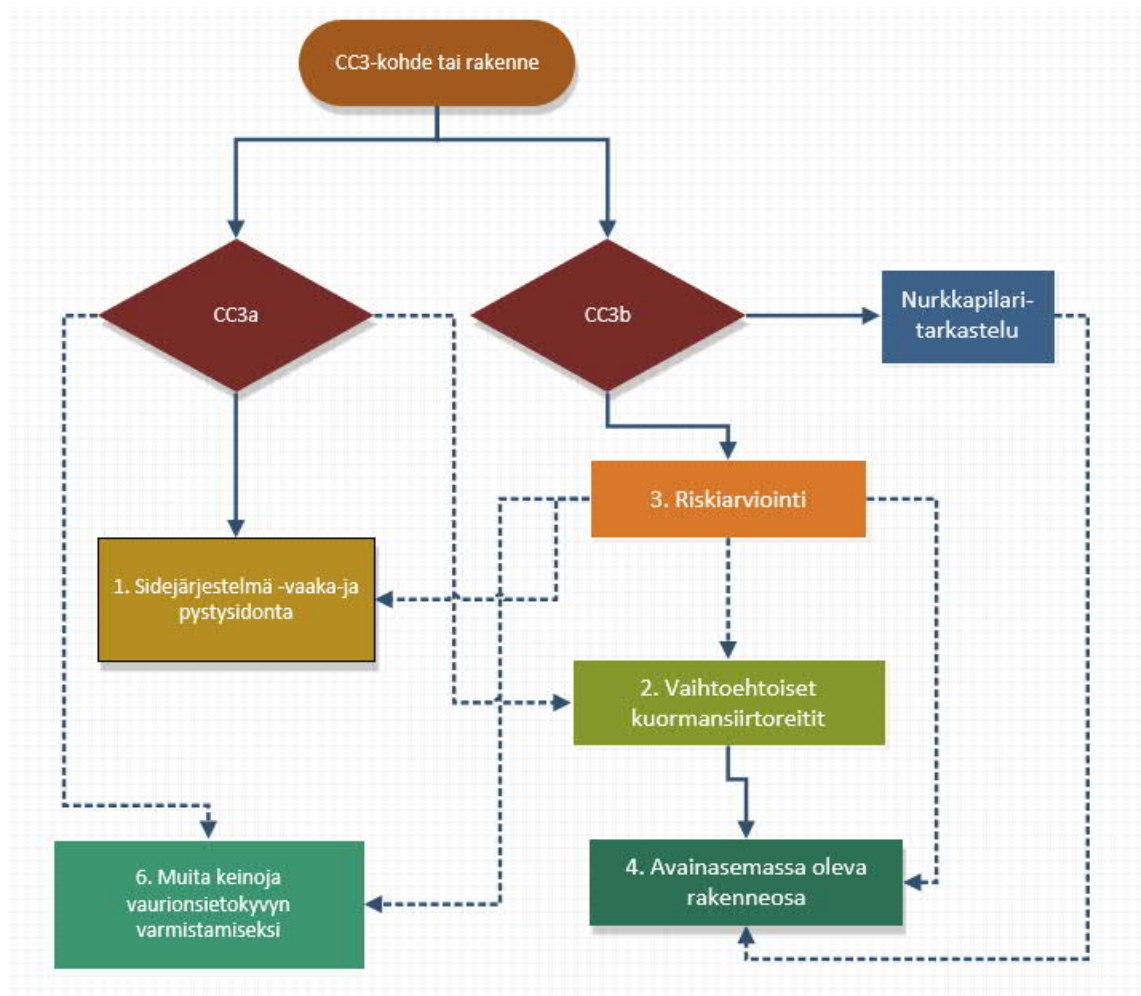 CC3-kohde tai rakenne
CC3a
CC3b
Nurkkapilari-
tarkastelu
3. Riskiarviointi
1. Sidejärjestelmä -vaaka-ja
pystysidonta
2. Vaihtoehtoiset
kuormansiirtoreitit
4. Avainasemassa oleva
rakenneosa
6. Muita keinoja
vaurionsietokyvyn
varmistamiseksi